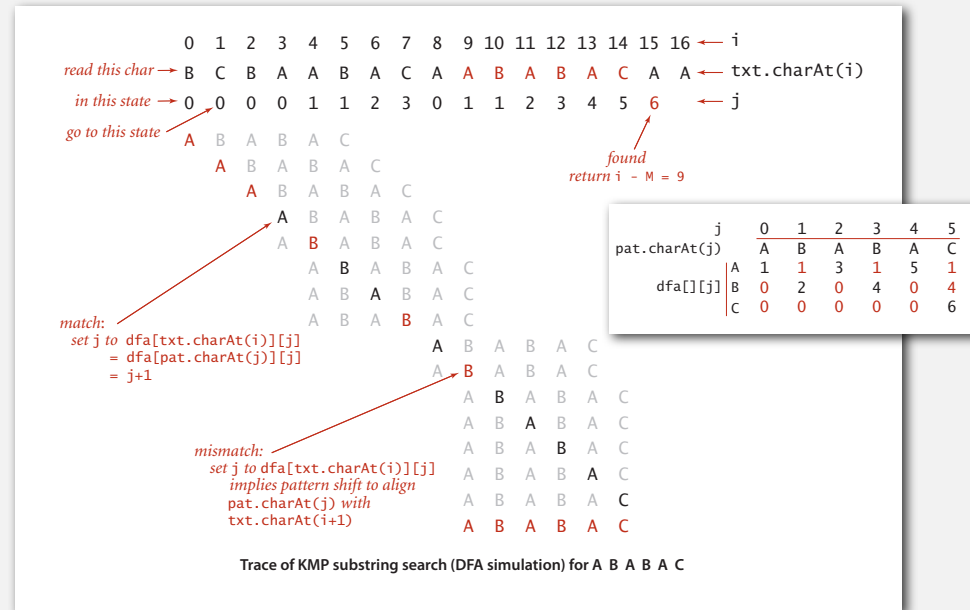 0 1 2 3 4 5 6 7 8 9 10 11 12 13 14 15 16 i
read this char B C B A A B A C A A B A B A C A A txt.charAt(i)
in this state 0 0 0 0 1 1 2 3 0 1 1 2 3 4 5 6 j
go to this state
A B A B A C
found
return i - M = 9
A B A B A C
A B A B A C
A B A B A C
A B A B A C
A B A B A C
A B A B A C
A B A B A C
match:
set j to dfa[txt.charAt(i)][j]
= dfa[pat.charAt(j)][j]
= j+1
A B A B A C
A B A B A C
A B A B A C
A B A B A C
A B A B A C
A B A B A C
A B A B A C
A B A B A C
mismatch:
set j to dfa[txt.charAt(i)][j]
implies pattern shift to align
pat.charAt(j) with
txt.charAt(i+1)
j 0 1 2 3 4 5
pat.charAt(j) A B A B A C
A 1 1 3 1 5 1
dfa[][j] B 0 2 0 4 0 4
C 0 0 0 0 0 6
Trace of KMP substring search (DFA simulation) for A B A B A C